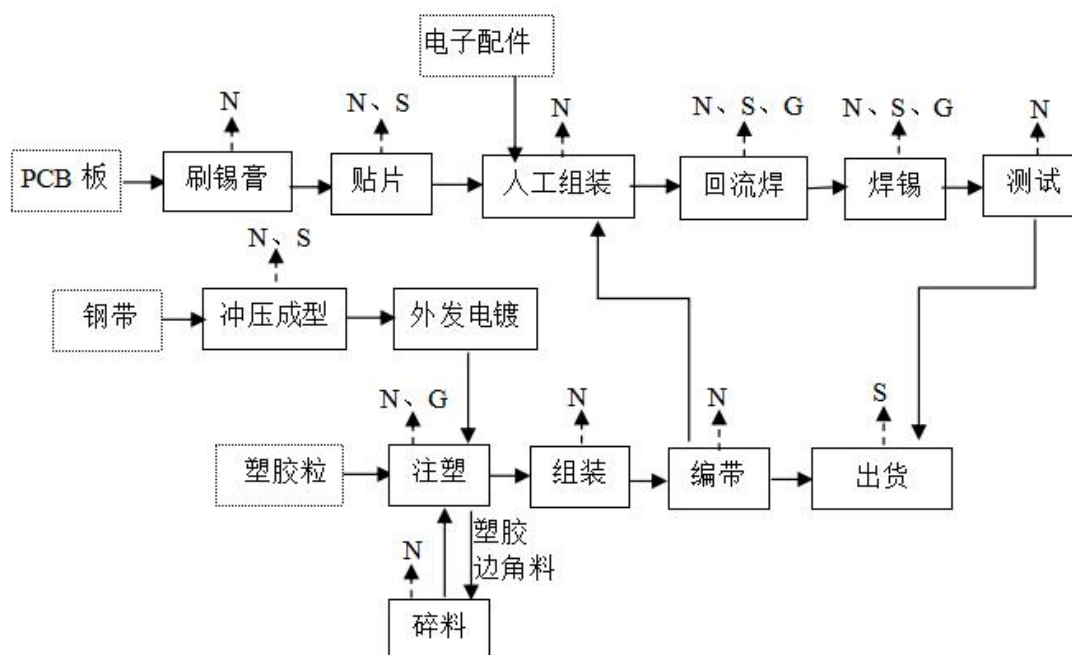 电子配件
N
N、S
N
N、S、G
N、S、G
N
PCB 板
刷锡膏
贴片
人工组装
回流焊
焊锡
测试
N、S
钢带
冲压成型
外发电镀
N、G
N
N
S
塑胶粒
注塑
组装
编带
出货
塑胶
边角料
N
碎料